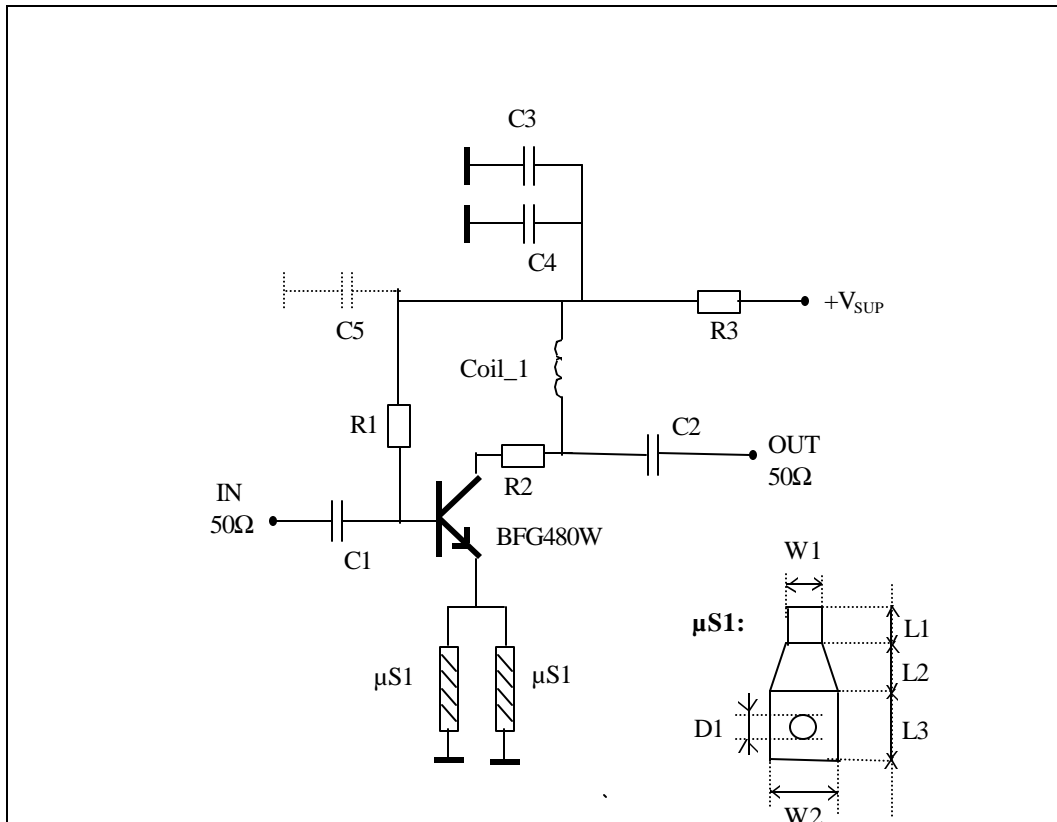 C3
C4
C5
+VSUP
R3
Coil_1
R1
C2
OUT
50Ω
R2
IN
50Ω
BFG480W
C1
W1
µS1:
L1
µS1
µS1
L2
D1
L3
W2